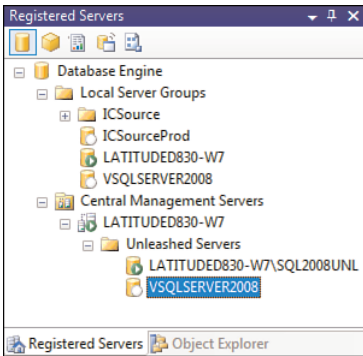 Registered Servers
Database Engine
Local Server Groups
ICSource
ICSourceProd
LATITUDED830-W7
VSQLSERVER2008
Central Management Servers
LATITUDED830-W7
Unleashed Servers
LATITUDED830-W7\SQL2008UNL
VSQLSERVER2008
Registered Servers Object Explorer